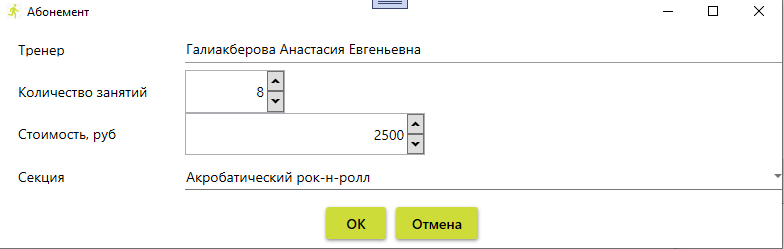 Абонемент
Тренер Галиакберова Анастасия Евгеньевна
Количество занятий 8
Стоимость, руб 2500
Секция Акробатический рок-н-ролл
ОК Отмена